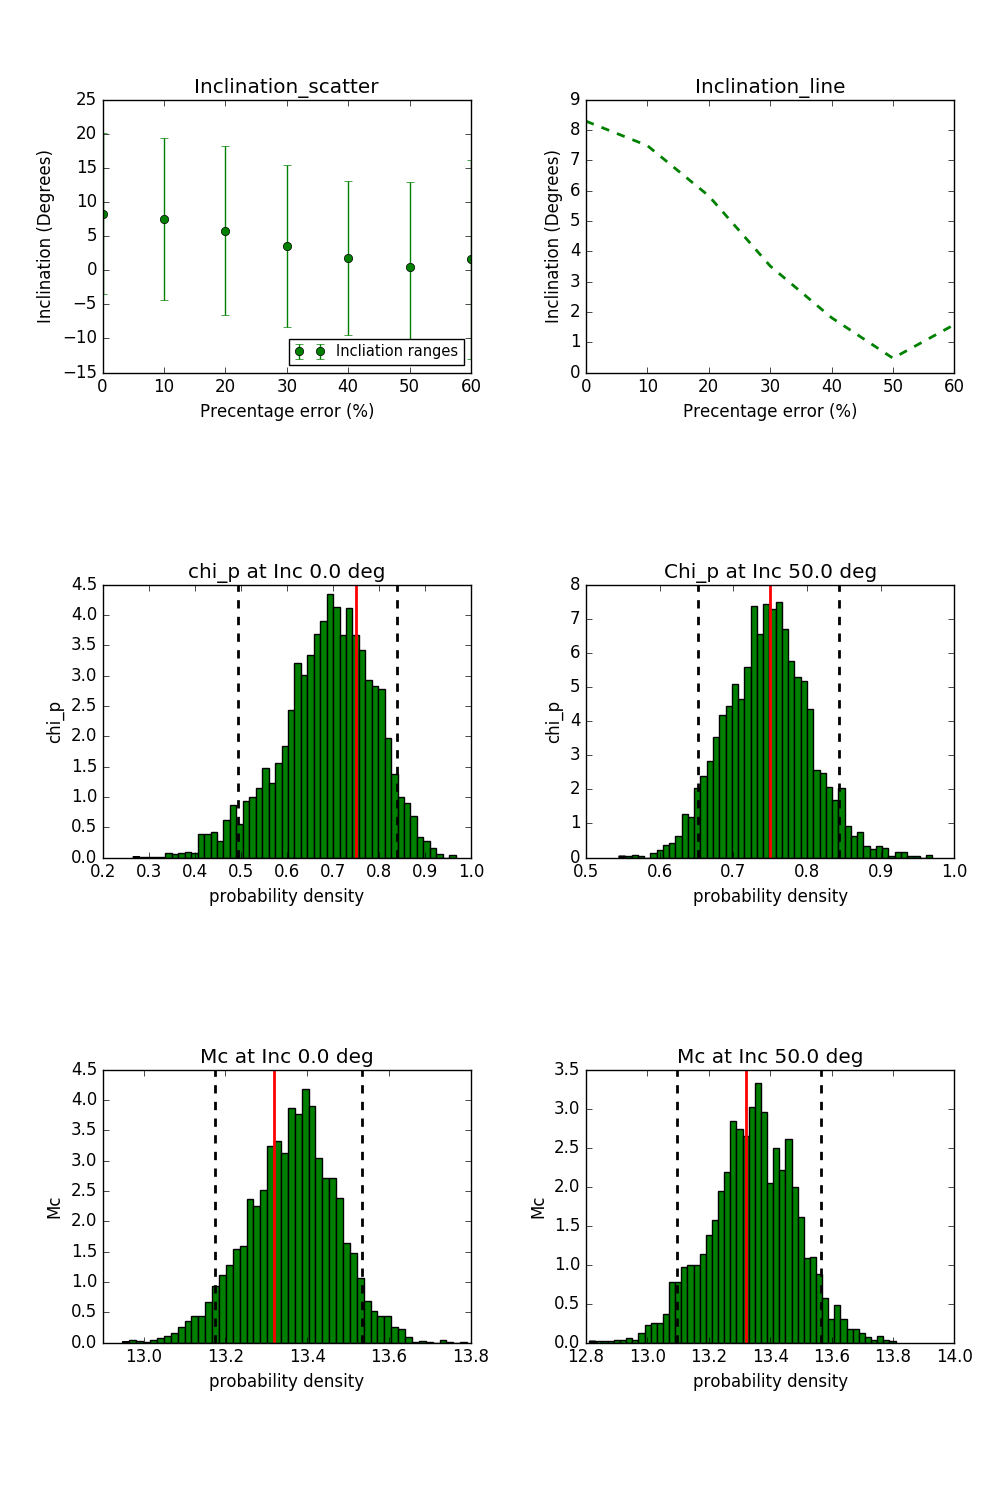 Inclination_scatter
Inclination (Degrees)
25
20
15
10
5
0
−5
−10
−15
Incliation ranges
0 10 20 30 40 50 60
Precentage error (%)
Inclination_line
Inclination (Degrees)
9
8
7
6
5
4
3
2
1
0
0 10 20 30 40 50 60
Precentage error (%)
chi_p at Inc 0.0 deg
chi_p
4.5
4.0
3.5
3.0
2.5
2.0
1.5
1.0
0.5
0.0
0.2 0.3 0.4 0.5 0.6 0.7 0.8 0.9 1.0
probability density
Chi_p at Inc 50.0 deg
chi_p
8
7
6
5
4
3
2
1
0
0.5 0.6 0.7 0.8 0.9 1.0
probability density
Mc at Inc 0.0 deg
Mc
4.5
4.0
3.5
3.0
2.5
2.0
1.5
1.0
0.5
0.0
13.0 13.2 13.4 13.6 13.8
probability density
Mc at Inc 50.0 deg
Mc
3.5
3.0
2.5
2.0
1.5
1.0
0.5
0.0
12.8 13.0 13.2 13.4 13.6 13.8 14.0
probability density